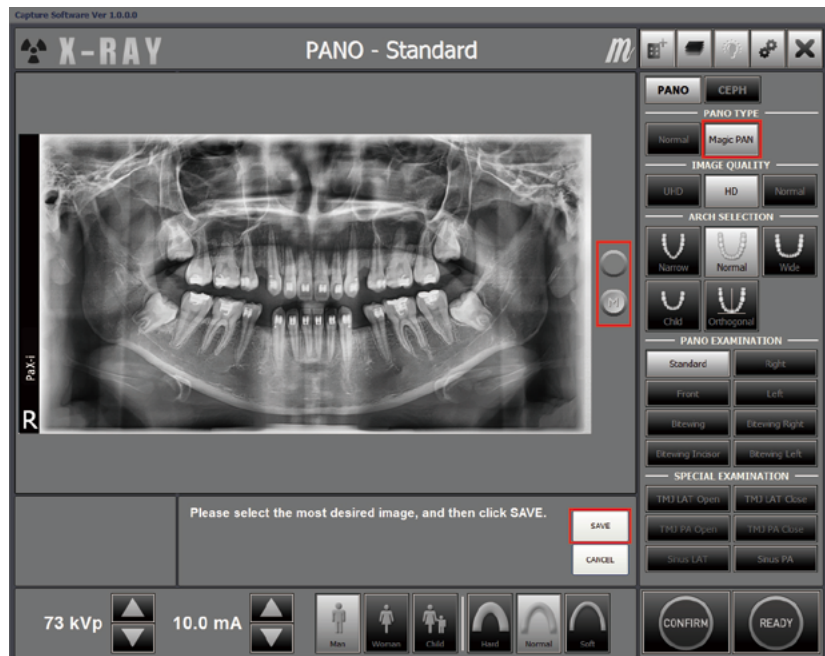 Capture Software Ver 1.0.0.0
X-RAY
PANO - Standard
m
PANO
CEPH
PANO TYPE
Normal
Magic PAN
IMAGE QUALITY
UHD
HD
Normal
ARCH SELECTION
Narrow
Normal
Wide
Child
Orthogonal
PANO EXAMINATION
Standard
Right
Front
Left
Bitewing
Bitewing Right
Bitewing Incisor
Bitewing Left
SPECIAL EXAMINATION
TMJ LAT Open
TMJ LAT Close
TMJ PA Open
TMJ PA Close
Sinus LAT
Sinus PA
PaX-i
R
M
Please select the most desired image, and then click SAVE.
SAVE
CANCEL
73 kVp
10.0 mA
Man
Woman
Child
Hard
Normal
Soft
CONFIRM
READY